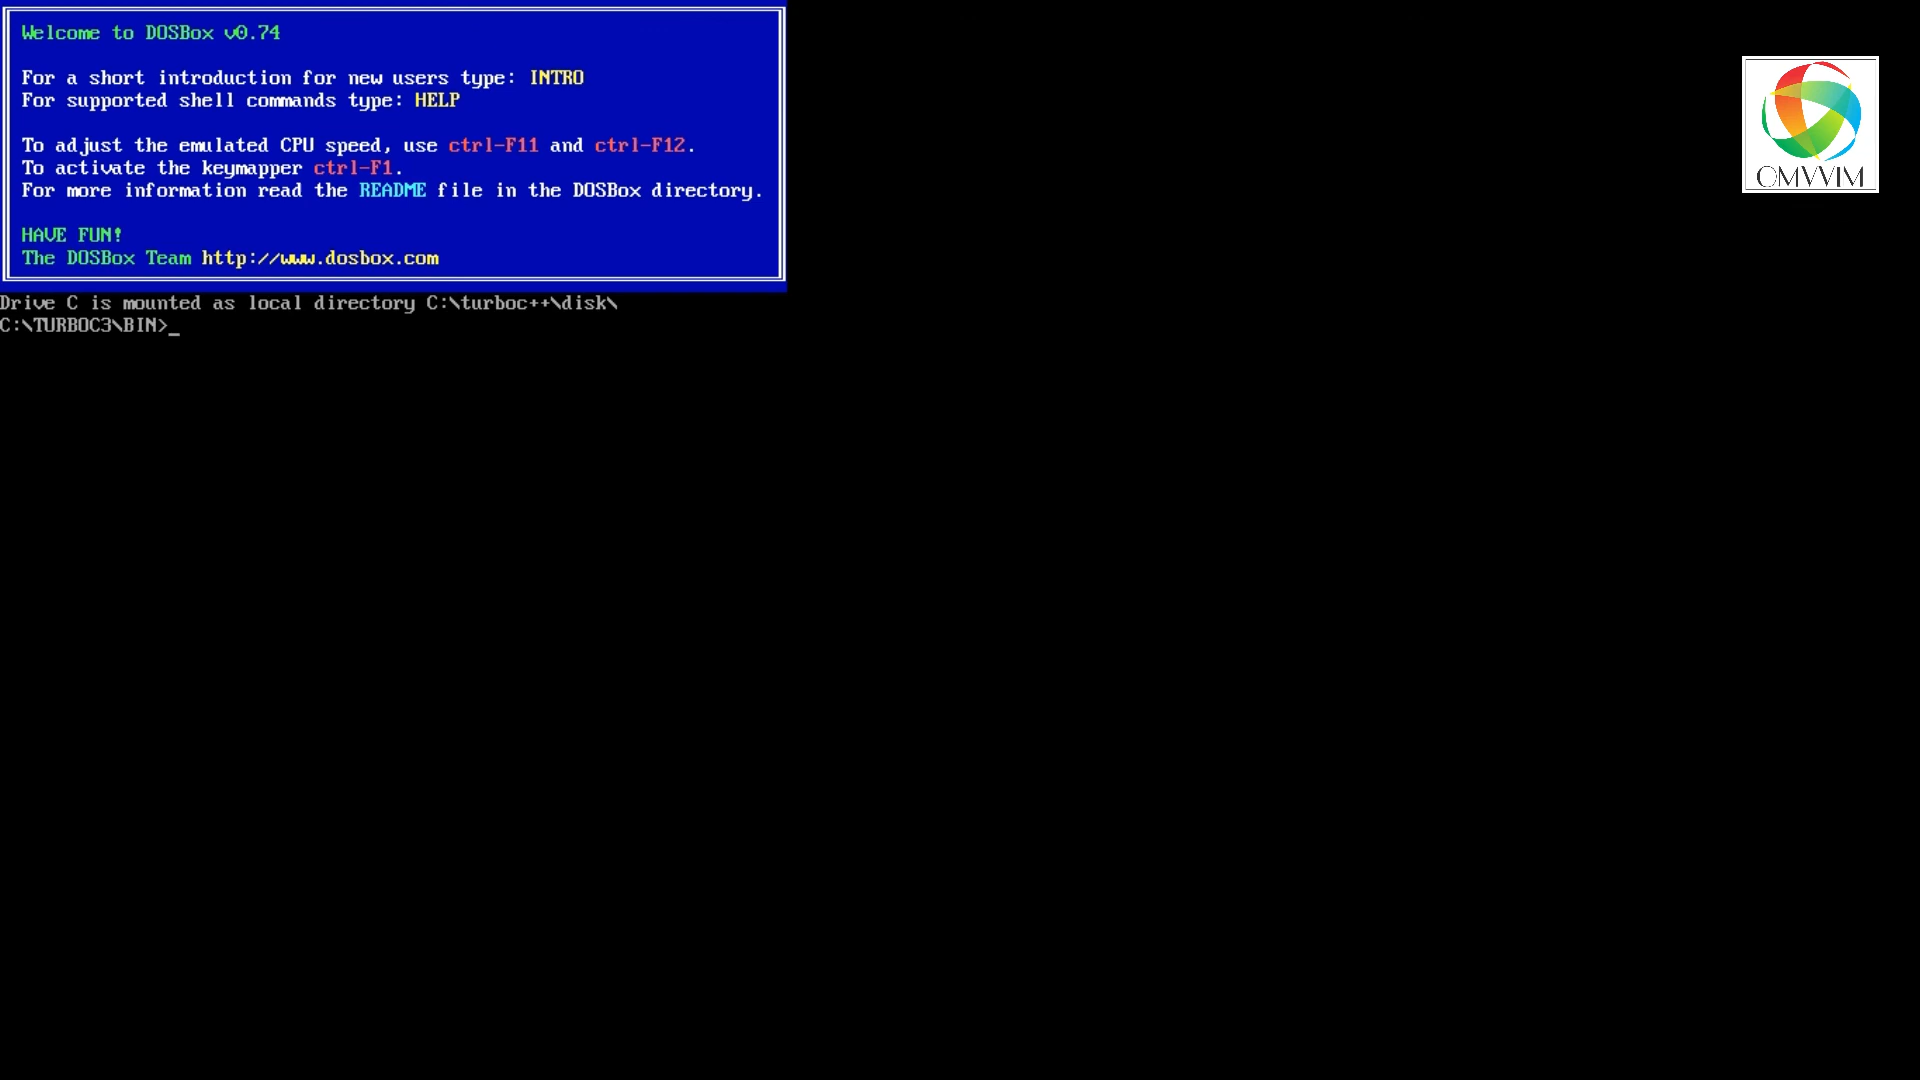 Welcome to DOSBox v0.74
For a short introduction for new users type: INTRO
For supported shell commands type: HELP
To adjust the emulated CPU speed, use ctrl-F11 and ctrl-F12.
To activate the keymapper ctrl-F1.
For more information read the README file in the DOSBox directory.
HAVE FUN!
The DOSBox Team http://www.dosbox.com
Drive C is mounted as local directory C:\turboc++\disk\
C:\TURBOC3\BIN>_
OMVVIM